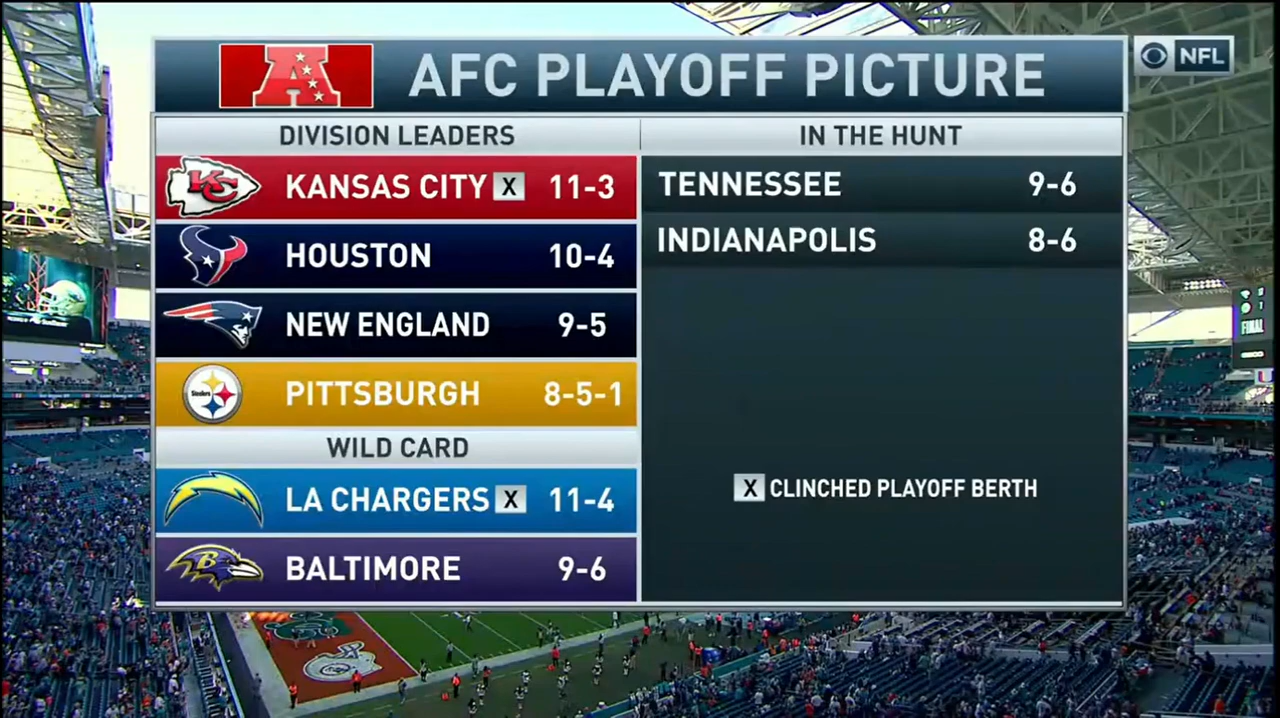 AFC PLAYOFF PICTURE
NFL
DIVISION LEADERS
KANSAS CITY X 11-3
HOUSTON 10-4
NEW ENGLAND 9-5
Steelers
PITTSBURGH 8-5-1
WILD CARD
LA CHARGERS X 11-4
BALTIMORE 9-6
IN THE HUNT
TENNESSEE 9-6
INDIANAPOLIS 8-6
X CLINCHED PLAYOFF BERTH
FINAL